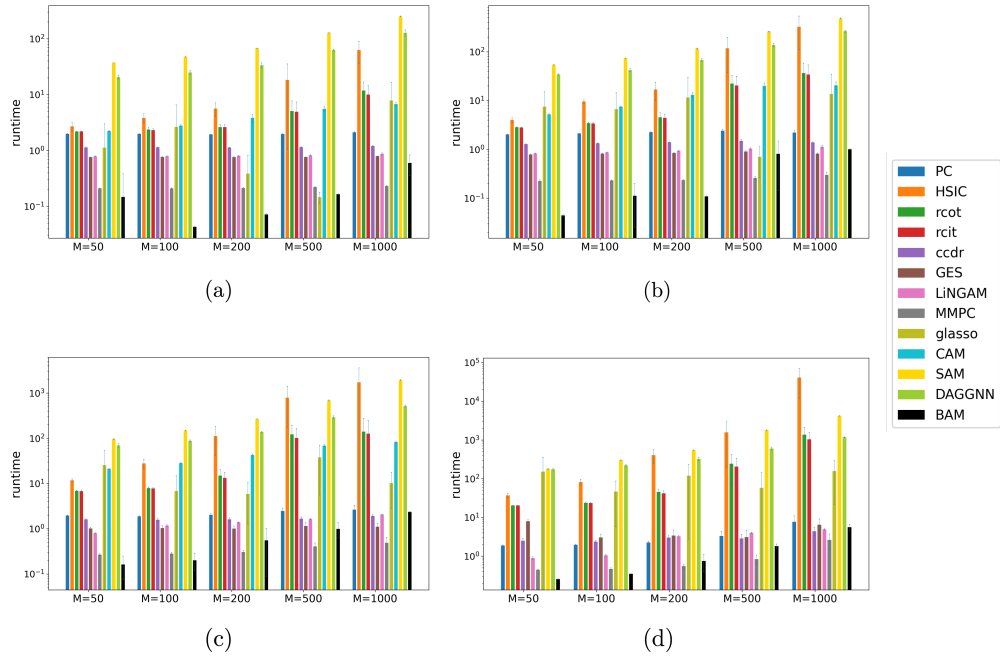 runtime
10²
10¹
10⁰
10⁻¹
M=50 M=100 M=200 M=500 M=1000
(a)
runtime
10²
10¹
10⁰
10⁻¹
M=50 M=100 M=200 M=500 M=1000
(b)
PC
HSIC
rcot
rcit
ccdr
GES
LiNGAM
MMPC
glasso
CAM
SAM
DAGGNN
BAM
runtime
10³
10²
10¹
10⁰
10⁻¹
M=50 M=100 M=200 M=500 M=1000
(c)
runtime
10⁵
10⁴
10³
10²
10¹
10⁰
M=50 M=100 M=200 M=500 M=1000
(d)